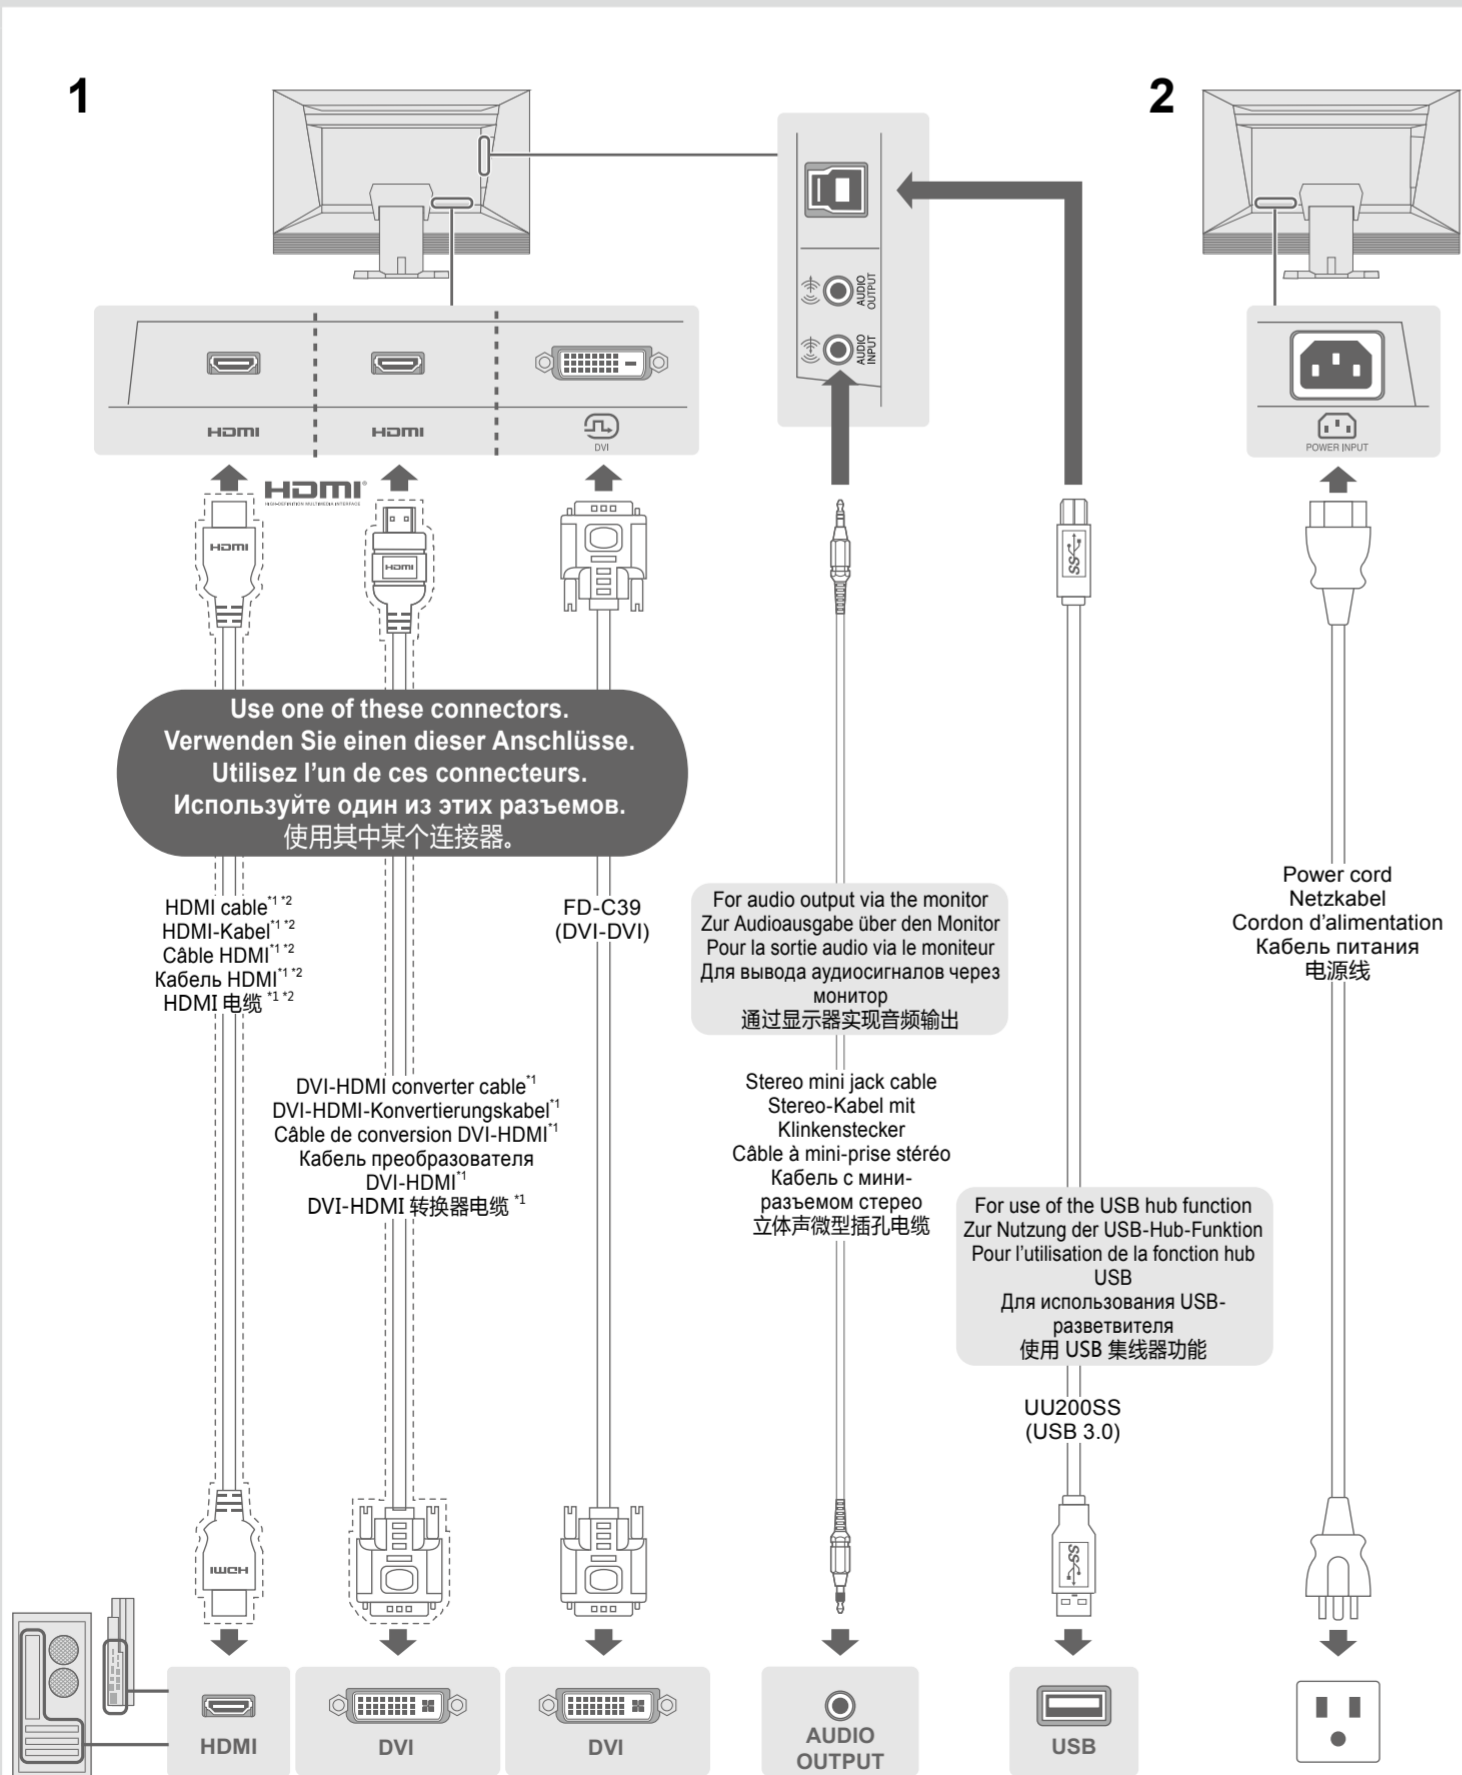 1
2
AUDIO OUTPUT
AUDIO INPUT
HDMI
HDMI
DVI
POWER INPUT
HDMI®
HIGH-DEFINITION MULTIMEDIA INTERFACE
HDMI
HDMI
SS
Use one of these connectors.
Verwenden Sie einen dieser Anschlüsse.
Utilisez l’un de ces connecteurs.
Используйте один из этих разъемов.
使用其中某个连接器。
HDMI cable*1 *2
HDMI-Kabel*1 *2
Câble HDMI*1 *2
Кабель HDMI*1 *2
HDMI 电缆 *1 *2
FD-C39
(DVI-DVI)
For audio output via the monitor
Zur Audioausgabe über den Monitor
Pour la sortie audio via le moniteur
Для вывода аудиосигналов через
монитор
通过显示器实现音频输出
Power cord
Netzkabel
Cordon d’alimentation
Кабель питания
电源线
DVI-HDMI converter cable*1
DVI-HDMI-Konvertierungskabel*1
Câble de conversion DVI-HDMI*1
Кабель преобразователя
DVI-HDMI*1
DVI-HDMI 转换器电缆 *1
Stereo mini jack cable
Stereo-Kabel mit
Klinkenstecker
Câble à mini-prise stéréo
Кабель с мини-
разъемом стерео
立体声微型插孔电缆
For use of the USB hub function
Zur Nutzung der USB-Hub-Funktion
Pour l’utilisation de la fonction hub
USB
Для использования USB-
разветвителя
使用 USB 集线器功能
UU200SS
(USB 3.0)
HDMI
SS
HDMI
DVI
DVI
AUDIO
OUTPUT
USB